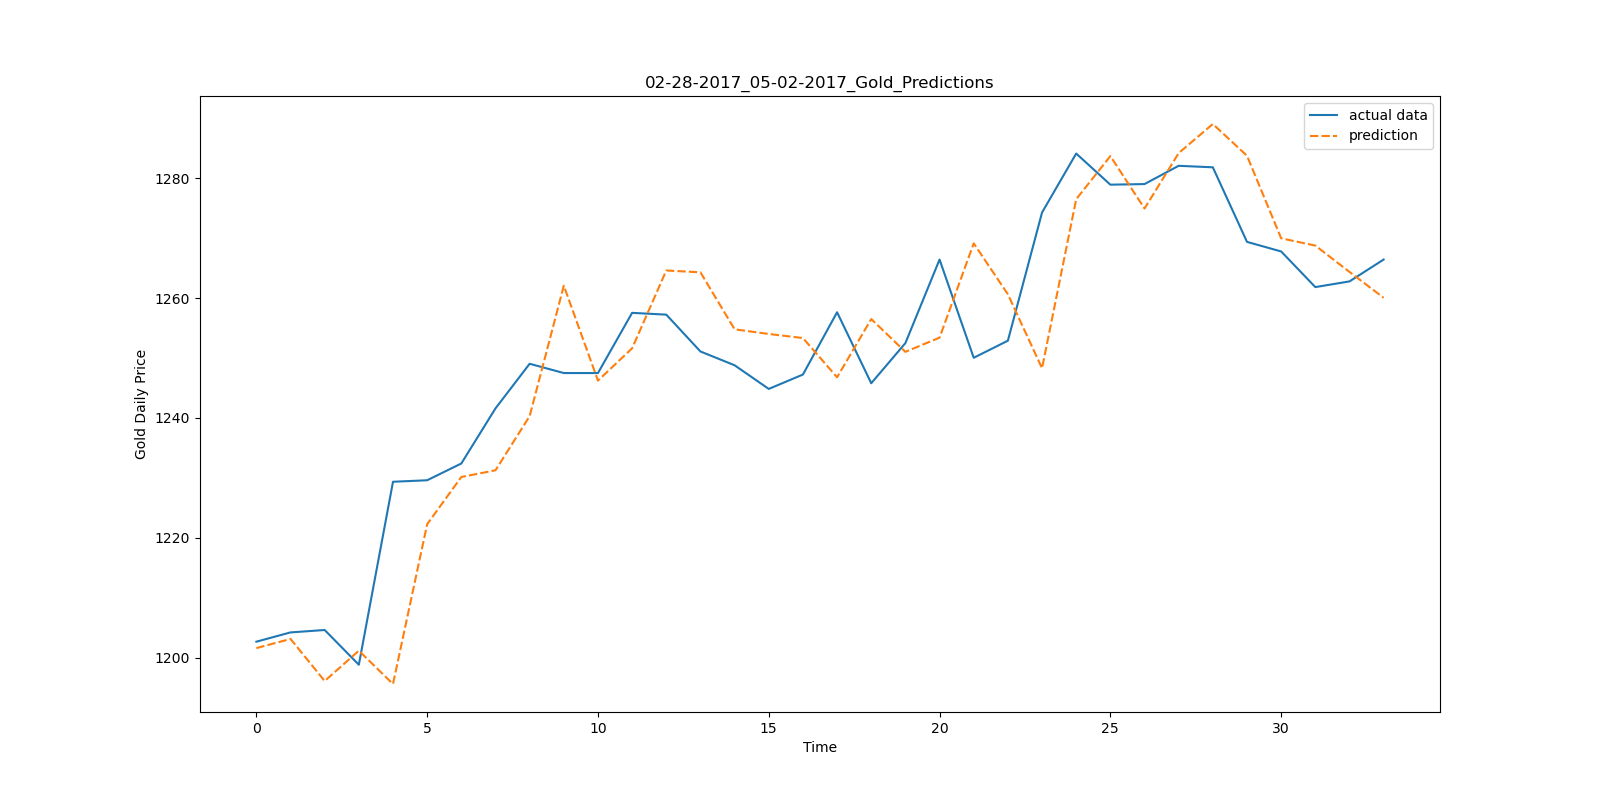 02-28-2017_05-02-2017_Gold_Predictions
actual data
prediction
1280
1260
1240
1220
1200
Gold Daily Price
0 5 10 15 20 25 30
Time